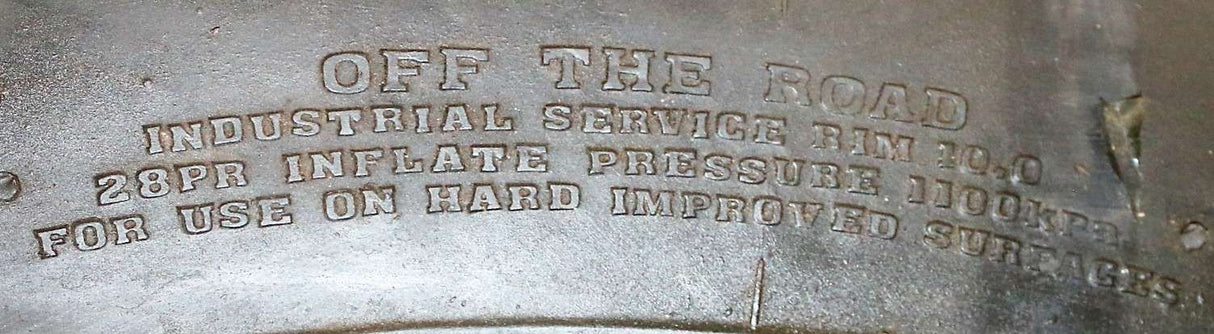 OFF THE ROAD
INDUSTRIAL SERVICE RIM 10.0
28PR INFLATE PRESSURE 1100KPa
FOR USE ON HARD IMPROVED SURFACES